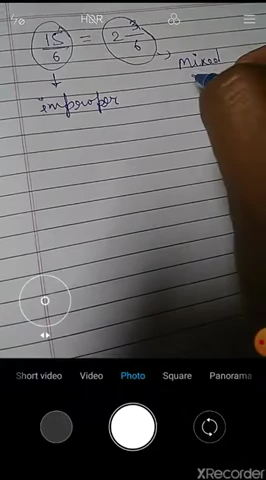 HDR
15/6 = 2 3/6
mixed
improper
Short video Video Photo Square Panorama
XRecorder